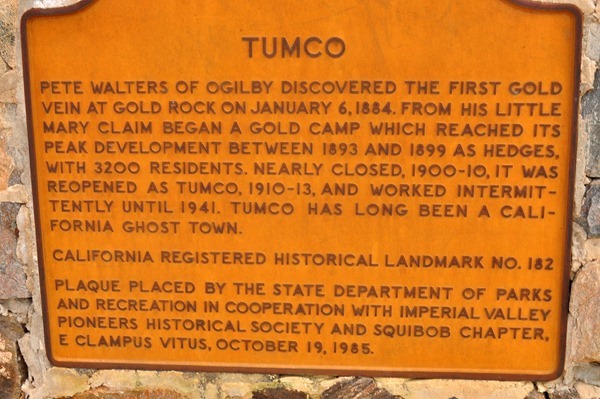 TUMCO
PETE WALTERS OF OGILBY DISCOVERED THE FIRST GOLD
VEIN AT GOLD ROCK ON JANUARY 6, 1884. FROM HIS LITTLE
MARY CLAIM BEGAN A GOLD CAMP WHICH REACHED ITS
PEAK DEVELOPMENT BETWEEN 1893 AND 1899 AS HEDGES,
WITH 3200 RESIDENTS. NEARLY CLOSED, 1900-10, IT WAS
REOPENED AS TUMCO, 1910-13, AND WORKED INTERMIT-
TENTLY UNTIL 1941. TUMCO HAS LONG BEEN A CALI-
FORNIA GHOST TOWN.
CALIFORNIA REGISTERED HISTORICAL LANDMARK NO. 182
PLAQUE PLACED BY THE STATE DEPARTMENT OF PARKS
AND RECREATION IN COOPERATION WITH IMPERIAL VALLEY
PIONEERS HISTORICAL SOCIETY AND SQUIBOB CHAPTER,
E CLAMPUS VITUS, OCTOBER 19, 1985.